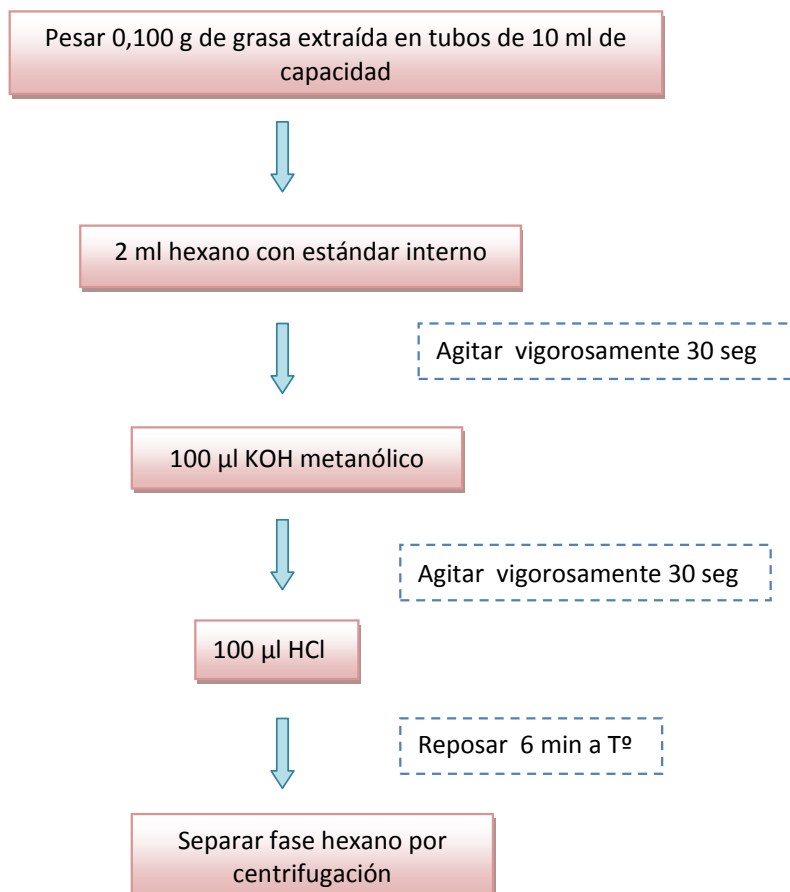 Pesar 0,100 g de grasa extraída en tubos de 10 ml de
capacidad
2 ml hexano con estándar interno
Agitar vigorosamente 30 seg
100 µl KOH metanólico
Agitar vigorosamente 30 seg
100 µl HCl
Reposar 6 min a Tº
Separar fase hexano por
centrifugación